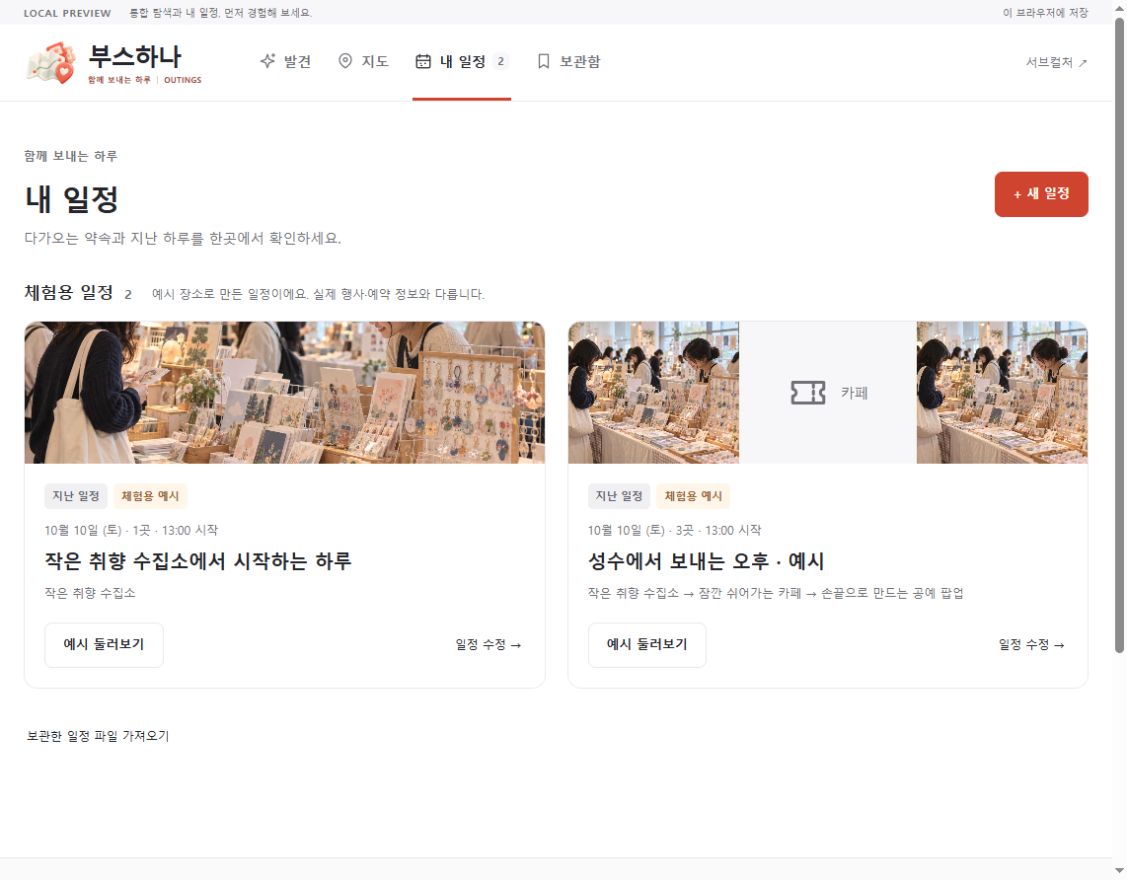 LOCAL PREVIEW 통합 탐색과 내 일정, 먼저 경험해 보세요. 이 브라우저에 저장
부스하나
함께 보내는 하루 | OUTINGS
발견 지도 내 일정 2 보관함 서브컬처 ↗
함께 보내는 하루
내 일정
+ 새 일정
다가오는 약속과 지난 하루를 한곳에서 확인하세요.
체험용 일정 2 예시 장소로 만든 일정이에요. 실제 행사·예약 정보와 다릅니다.
지난 일정 체험용 예시
10월 10일 (토) · 1곳 · 13:00 시작
작은 취향 수집소에서 시작하는 하루
작은 취향 수집소
예시 둘러보기 일정 수정 →
카페
지난 일정 체험용 예시
10월 10일 (토) · 3곳 · 13:00 시작
성수에서 보내는 오후 · 예시
작은 취향 수집소 → 잠깐 쉬어가는 카페 → 손끝으로 만드는 공예 팝업
예시 둘러보기 일정 수정 →
보관한 일정 파일 가져오기